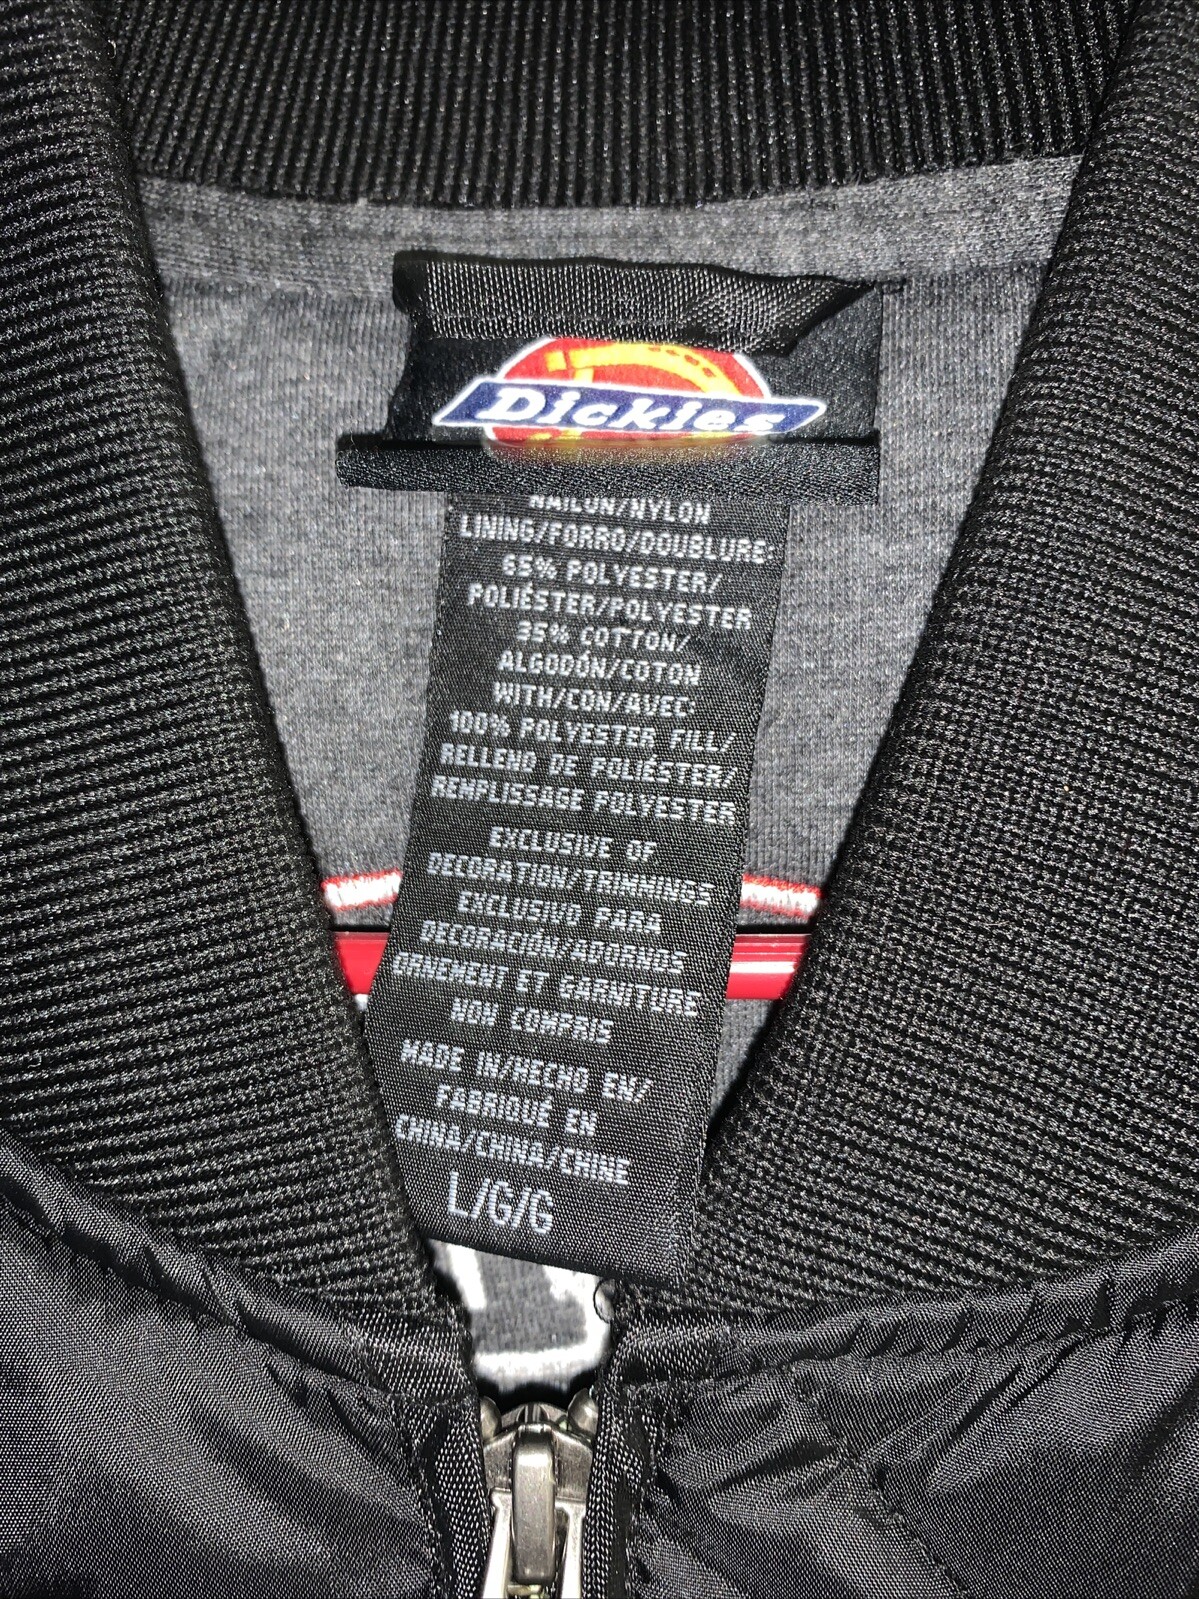 Dickies
NAILON/NYLON
LINING/FORRO/DOUBLURE:
65% POLYESTER/
POLIÉSTER/POLYESTER
35% COTTON/
ALGODÓN/COTON
WITH/CON/AVEC:
100% POLYESTER FILL/
RELLENO DE POLIÉSTER/
REMPLISSAGE POLYESTER
EXCLUSIVE OF
DECORATION/TRIMMINGS
EXCLUSIVO PARA
DECORACIÓN/ADORNOS
ORNEMENT ET GARNITURE
NON COMPRIS
MADE IN/HECHO EN/
FABRIQUÉ EN
CHINA/CHINA/CHINE
L/G/G